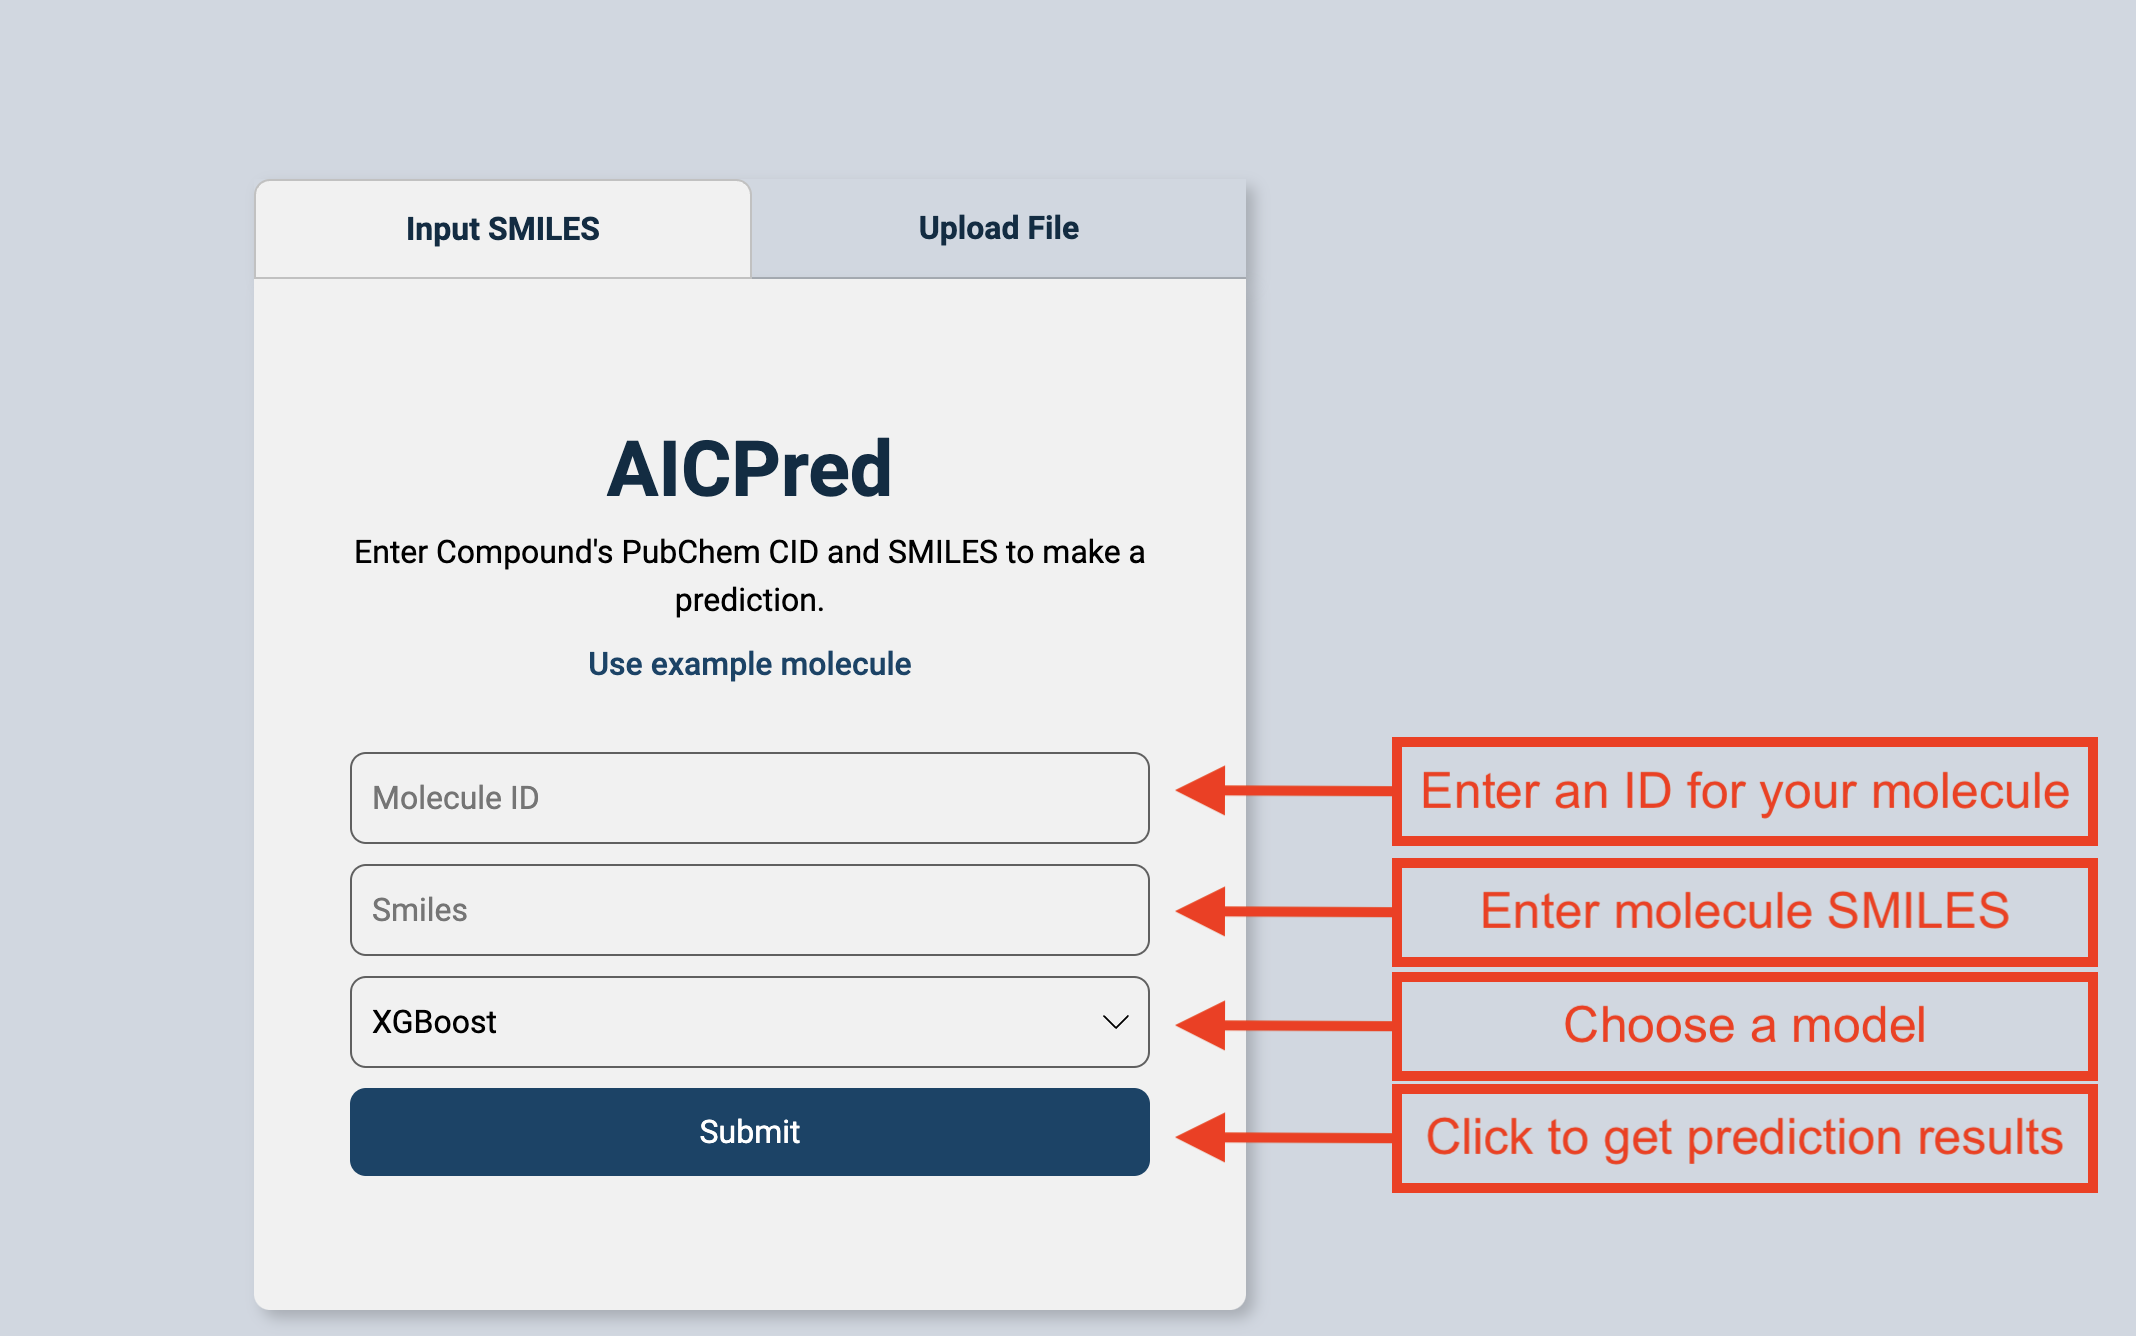 Input SMILES
Upload File
AICPred
Enter Compound's PubChem CID and SMILES to make a
prediction.
Use example molecule
Molecule ID
Enter an ID for your molecule
Smiles
Enter molecule SMILES
XGBoost
Choose a model
Submit
Click to get prediction results